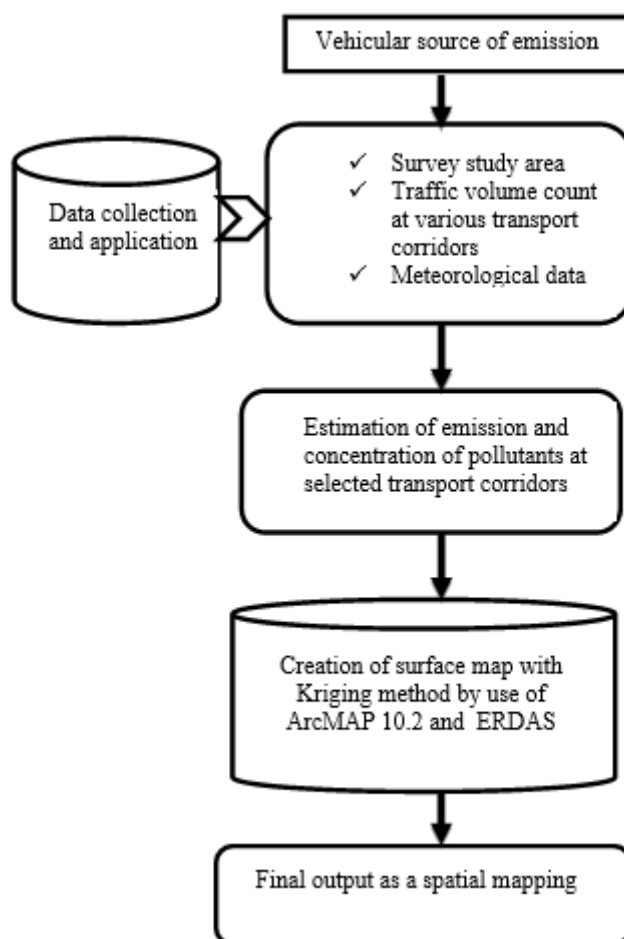 Vehicular source of emission
Data collection
and application
✓ Survey study area
✓ Traffic volume count
at various transport
corridors
✓ Meteorological data
Estimation of emission and
concentration of pollutants at
selected transport corridors
Creation of surface map with
Kriging method by use of
ArcMAP 10.2 and ERDAS
Final output as a spatial mapping